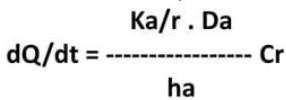 Ka/r . Da
dQ/dt = ----------------- Cr
ha